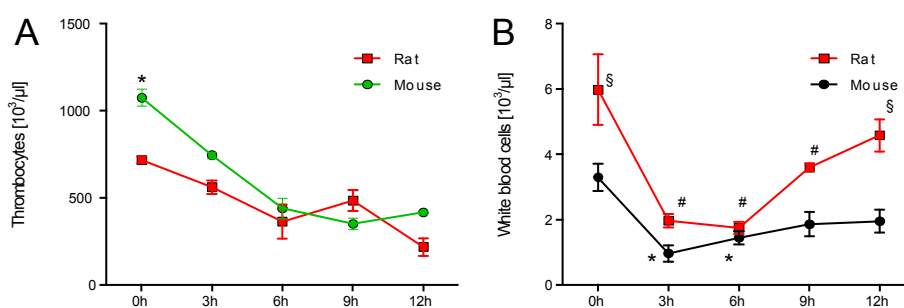 A
Thrombocytes [10³/µl]
1500
1000
500
0
0h 3h 6h 9h 12h
*
Rat
Mouse
B
White blood cells [10³/µl]
8
6
4
2
0
0h 3h 6h 9h 12h
Rat
Mouse
§
#
#
#
§
*
*